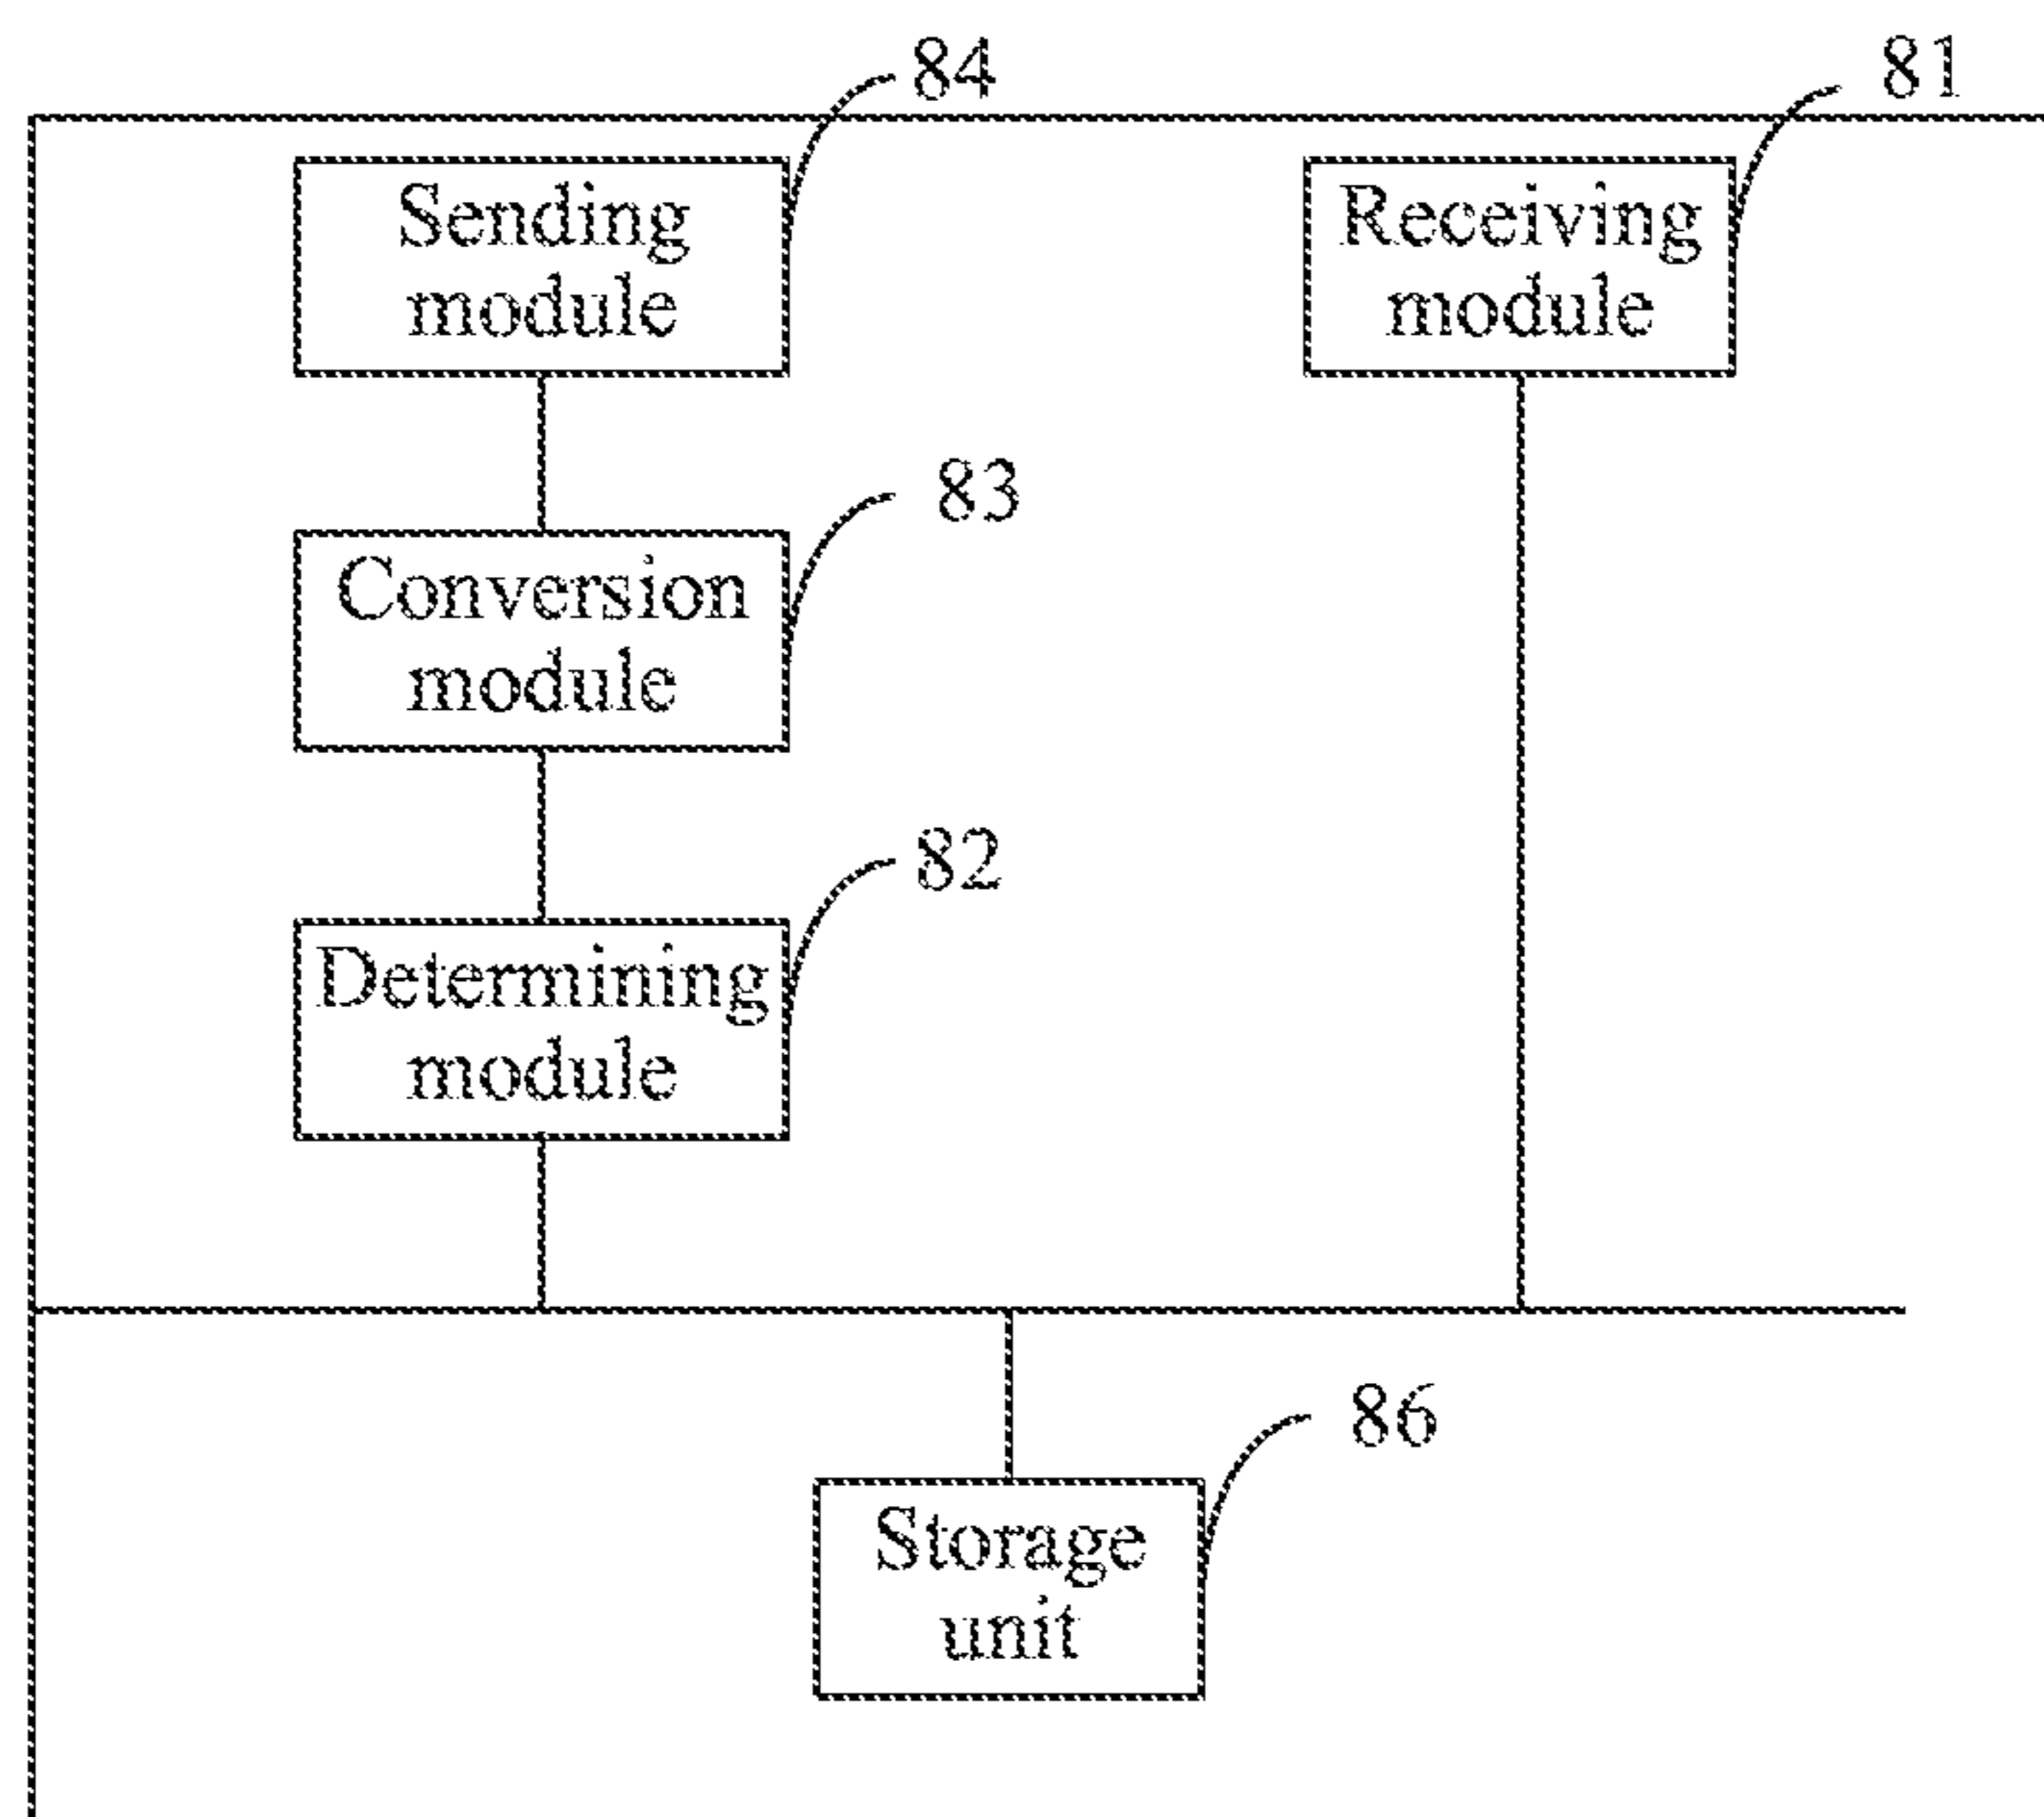 84
81
Sending
module
Receiving
module
83
Conversion
module
82
Determining
module
86
Storage
unit